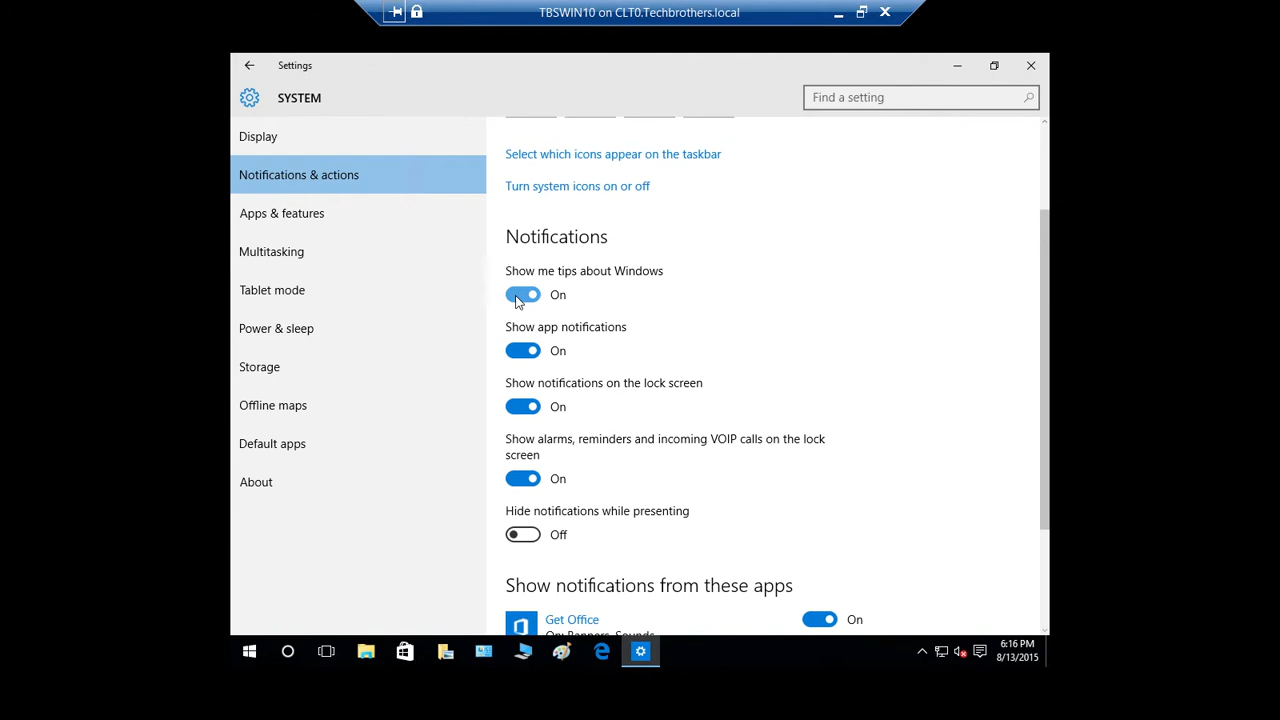 TBSWIN10 on CLT0.Techbrothers.local
Settings
SYSTEM
Find a setting
Display
Notifications & actions
Apps & features
Multitasking
Tablet mode
Power & sleep
Storage
Offline maps
Default apps
About
Select which icons appear on the taskbar
Turn system icons on or off
Notifications
Show me tips about Windows
On
Show app notifications
On
Show notifications on the lock screen
On
Show alarms, reminders and incoming VOIP calls on the lock
screen
On
Hide notifications while presenting
Off
Show notifications from these apps
Get Office
On
On: Banners, Sounds
6:16 PM
8/13/2015